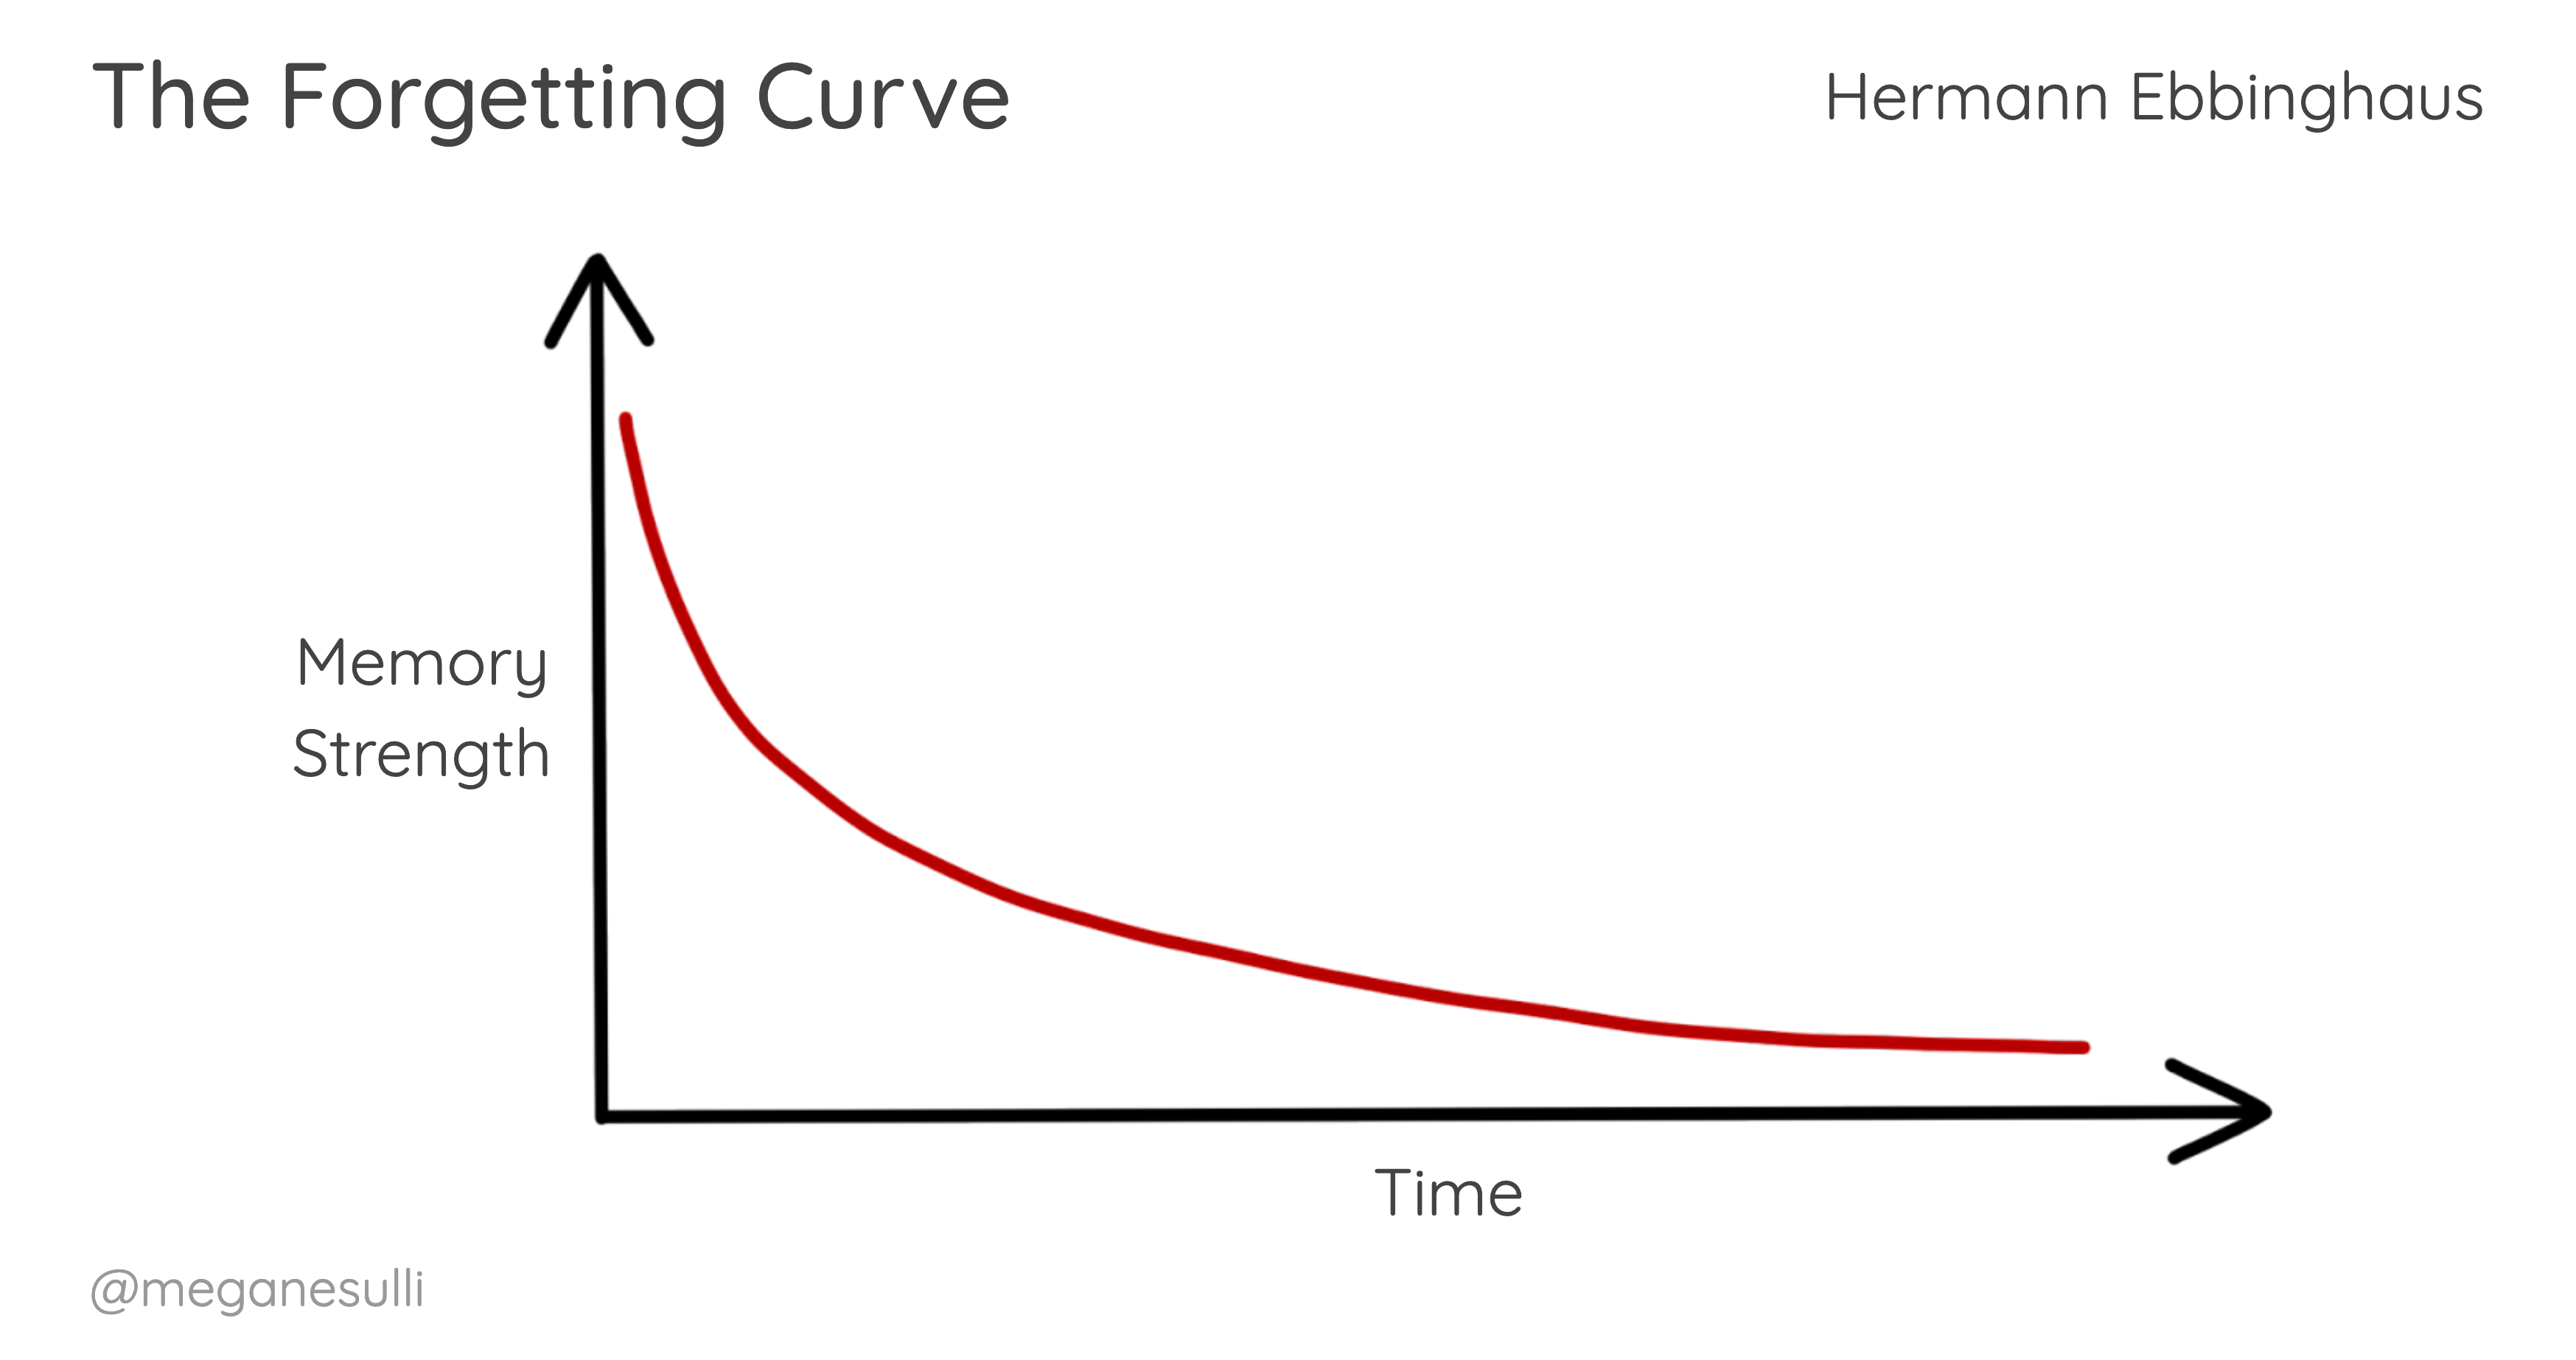 The Forgetting Curve
Hermann Ebbinghaus
Memory
Strength
Time
@meganesulli